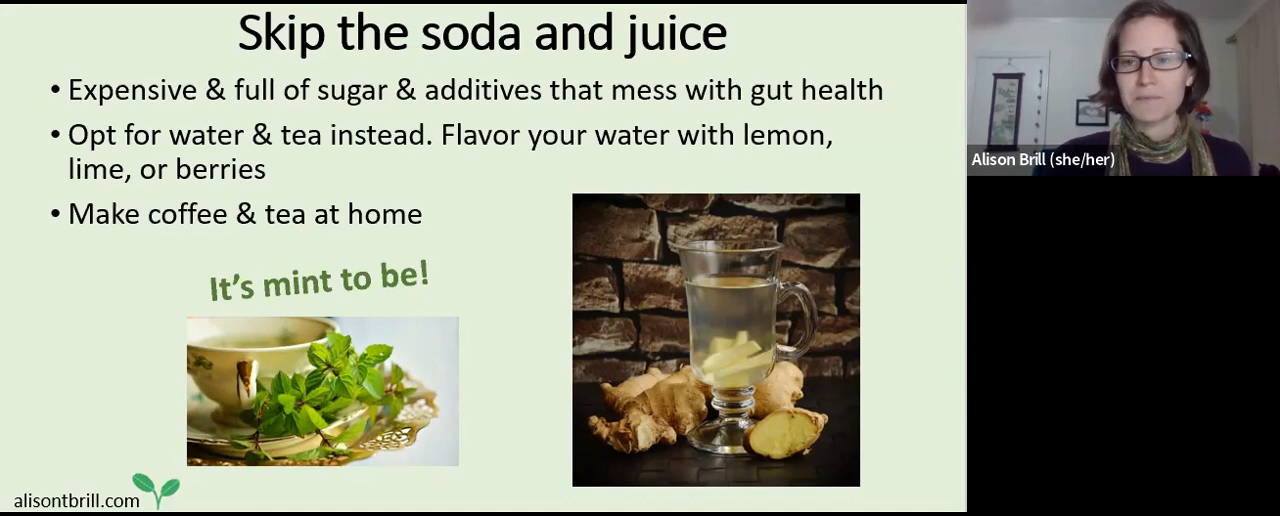 Skip the soda and juice
• Expensive & full of sugar & additives that mess with gut health
• Opt for water & tea instead. Flavor your water with lemon,
lime, or berries
• Make coffee & tea at home
It's mint to be!
alisontbrill.com
Alison Brill (she/her)